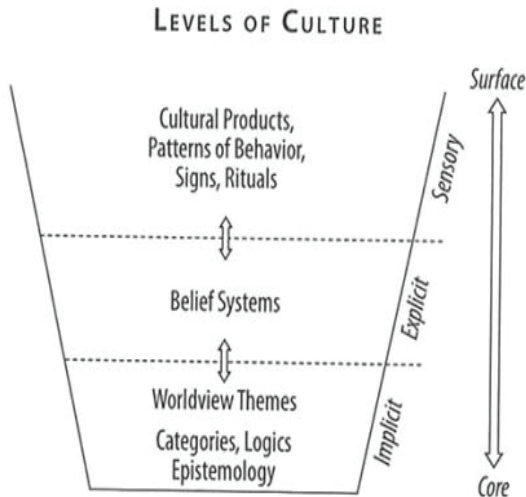 LEVELS OF CULTURE
Surface
Cultural Products,
Patterns of Behavior,
Signs, Rituals
Sensory
Belief Systems
Explicit
Worldview Themes
Categories, Logics
Epistemology
Implicit
Core